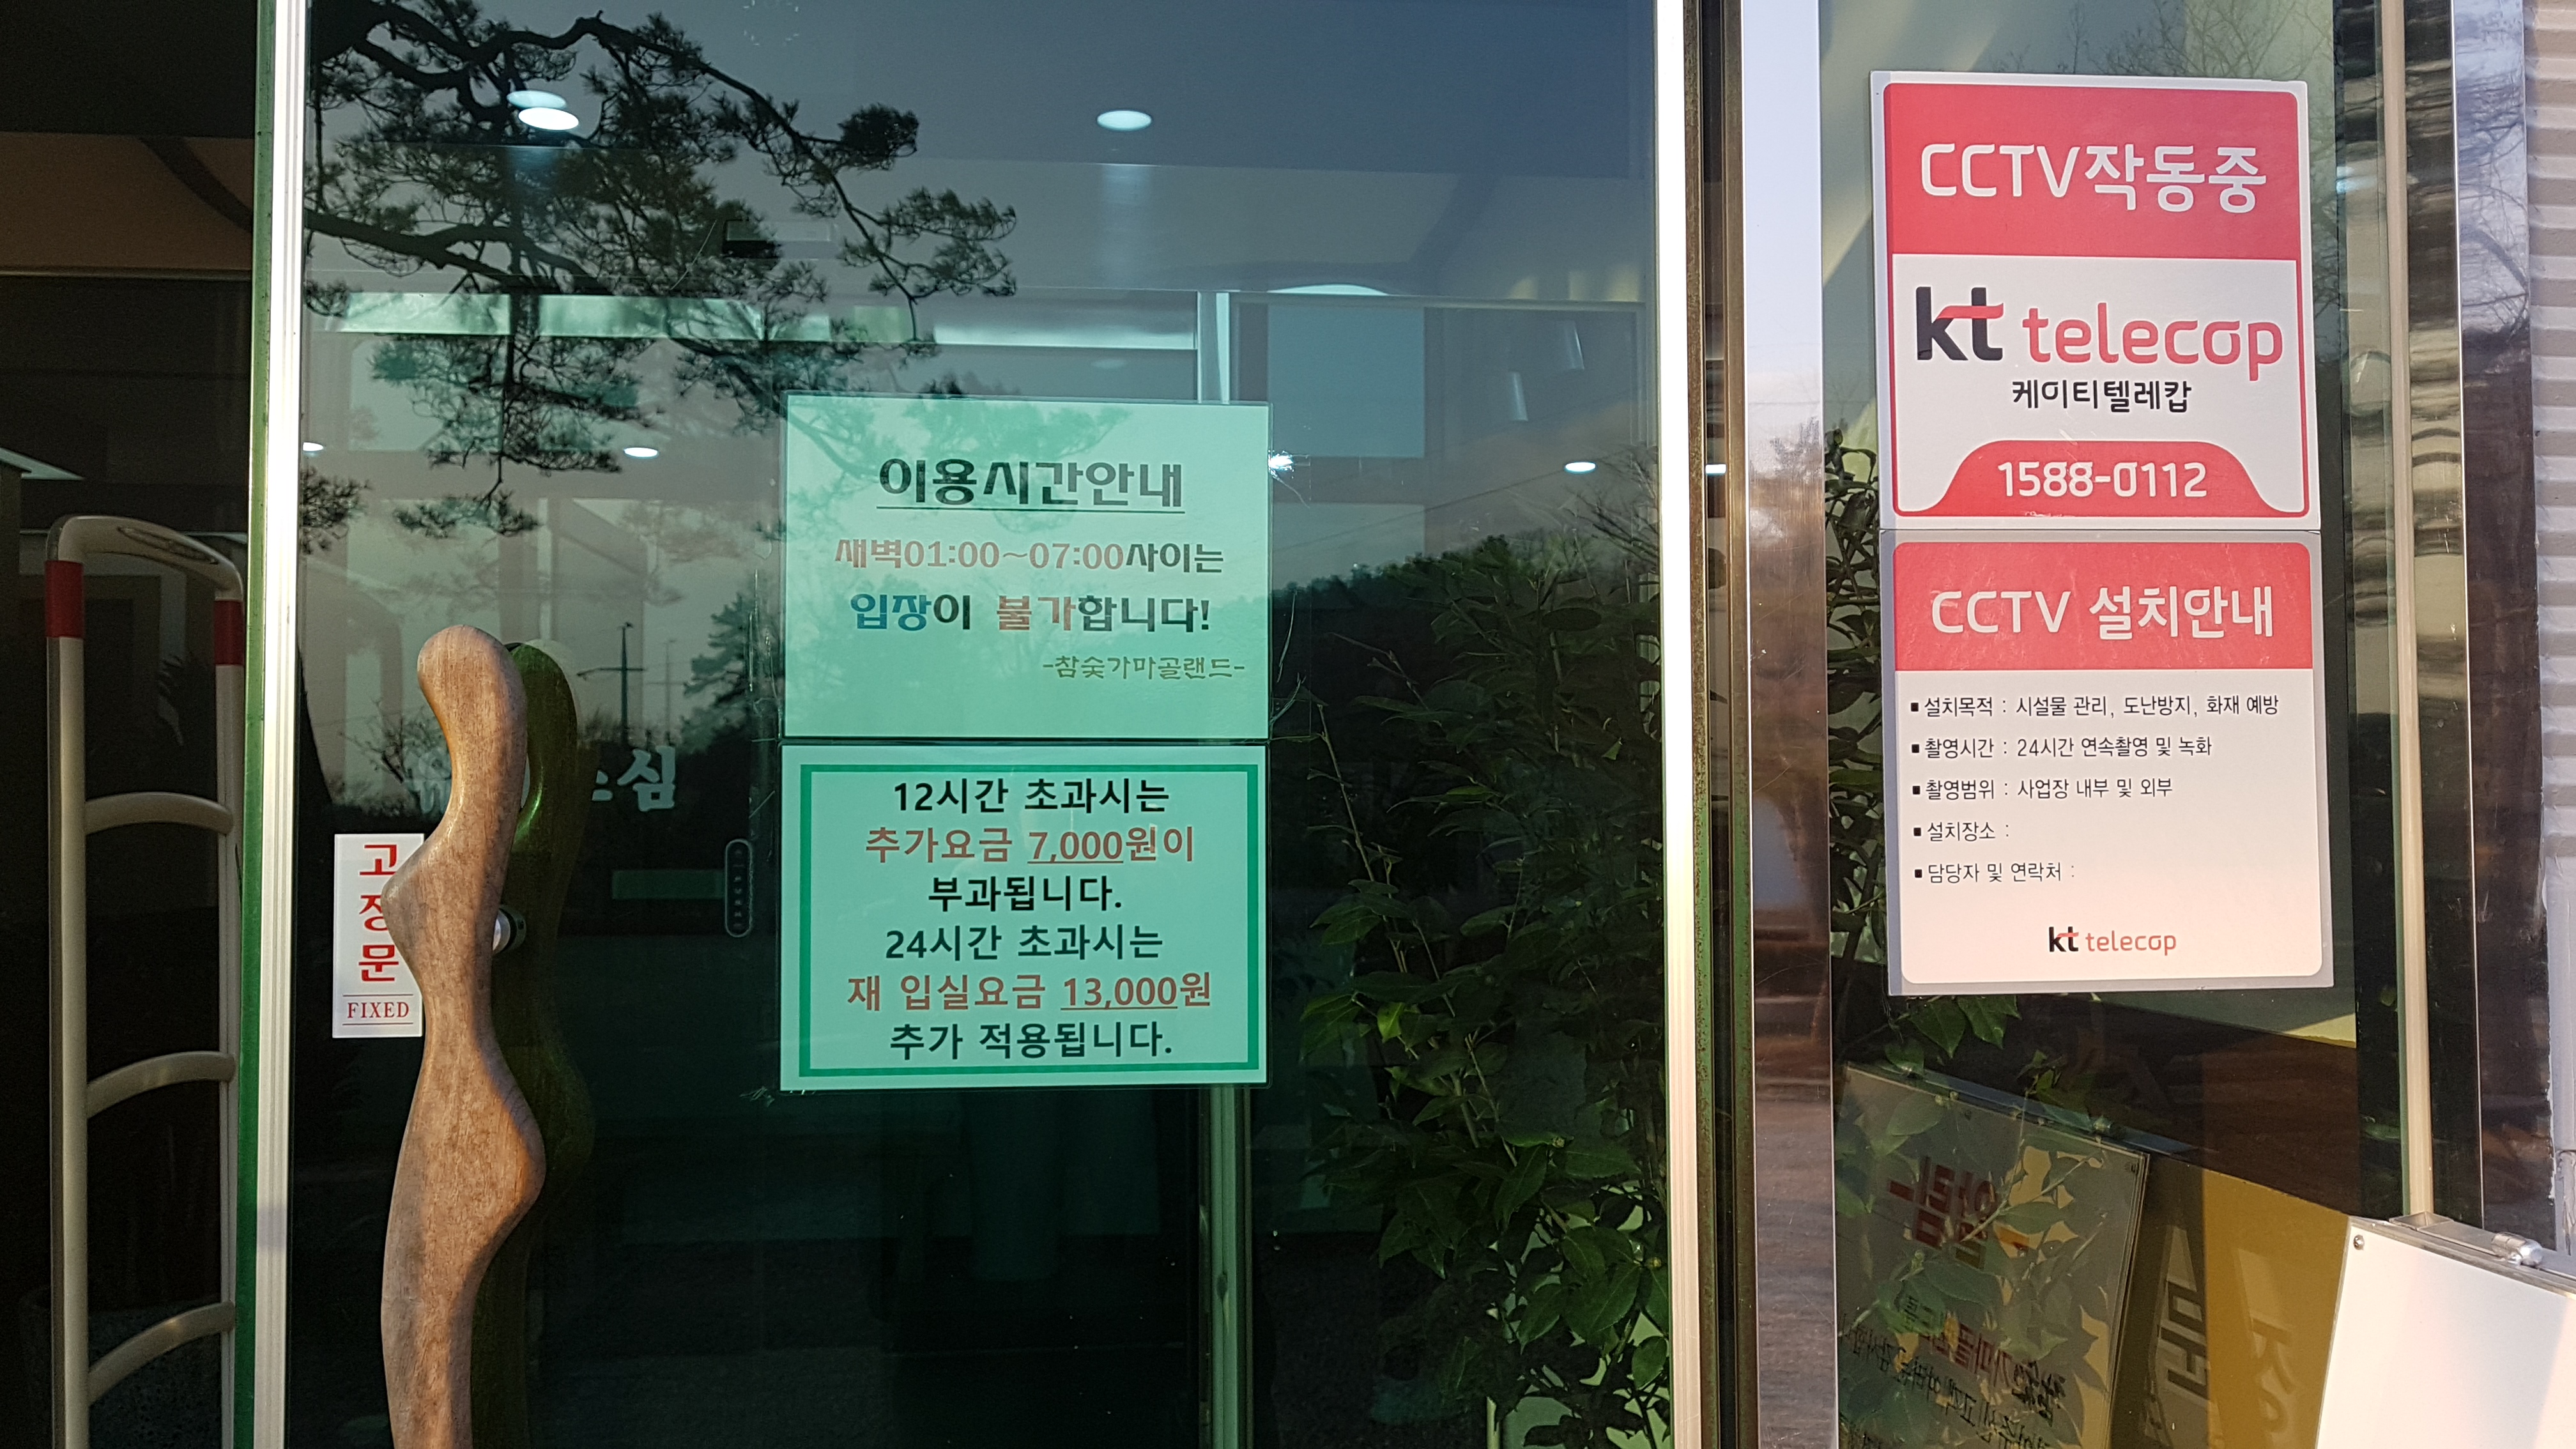 이용시간안내
새벽01:00~07:00사이는
입장이 불가합니다!
-참숯가마골랜드-
12시간 초과시는
추가요금 7,000원이
부과됩니다.
24시간 초과시는
재 입실요금 13,000원
추가 적용됩니다.
고
정
문
FIXED
CCTV작동중
kt telecop
케이티텔레캅
1588-0112
CCTV 설치안내
▪설치목적 : 시설물 관리, 도난방지, 화재 예방
▪촬영시간 : 24시간 연속촬영 및 녹화
▪촬영범위 : 사업장 내부 및 외부
▪설치장소 :
▪담당자 및 연락처 :
kt telecop